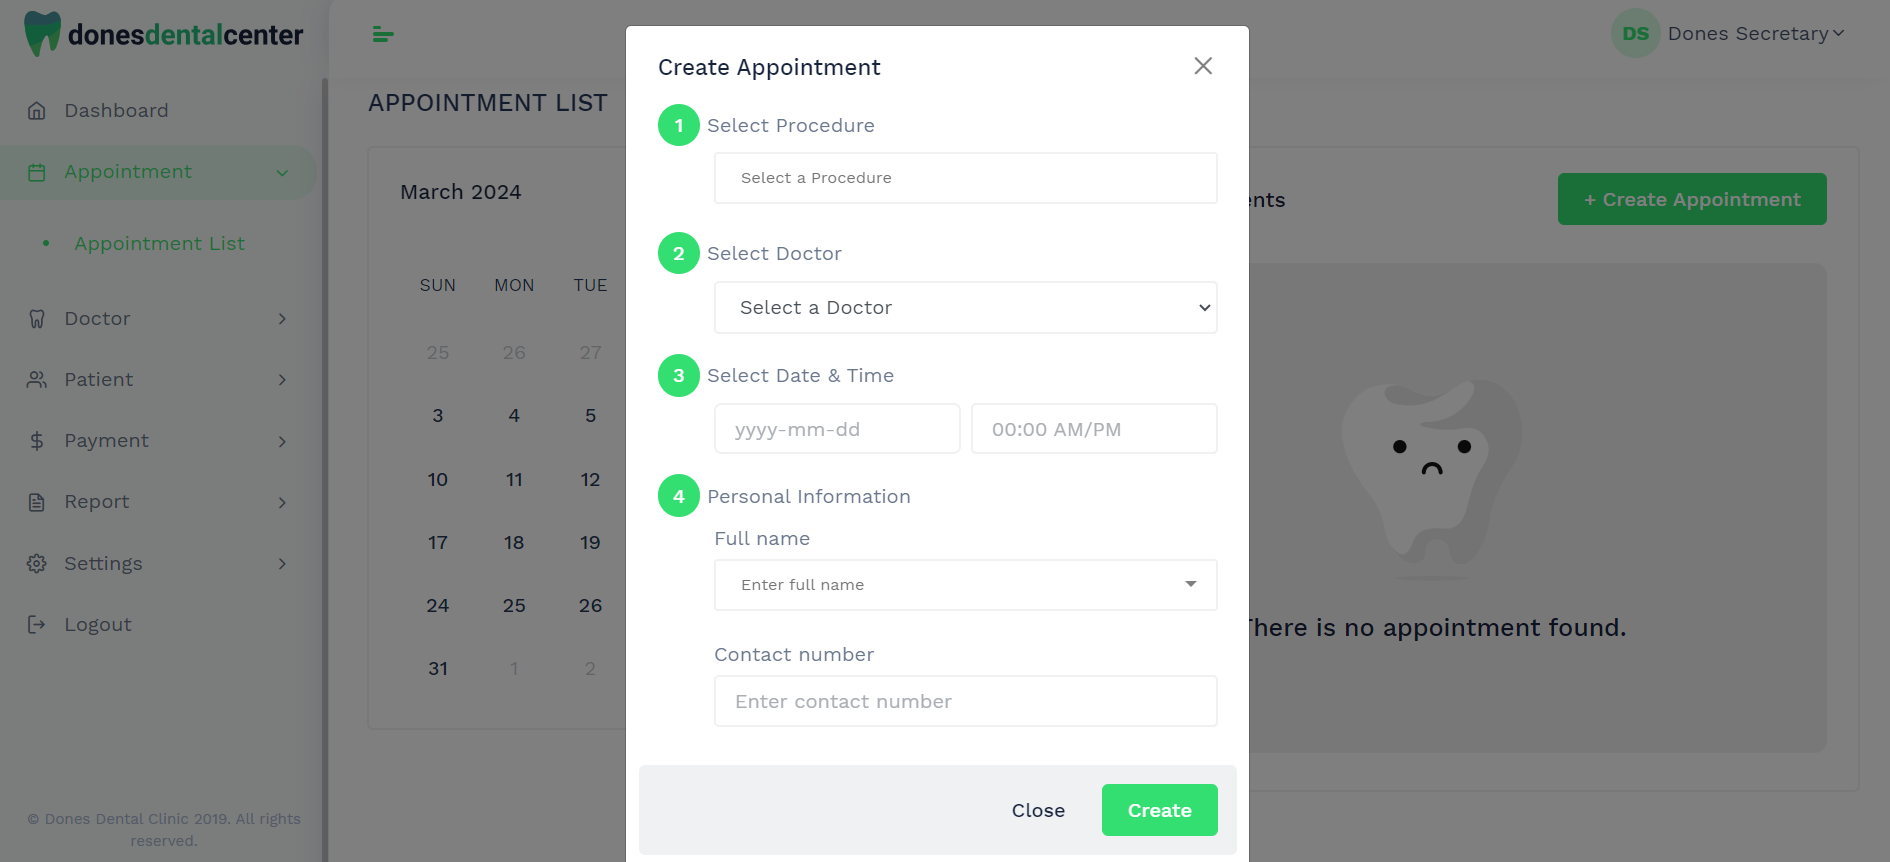 donesdentalcenter
DS Dones Secretary
Dashboard
Appointment
Appointment List
Doctor
Patient
Payment
Report
Settings
Logout
© Dones Dental Clinic 2019. All rights
reserved.
APPOINTMENT LIST
March 2024
SUN MON TUE
25 26 27
3 4 5
10 11 12
17 18 19
24 25 26
31 1 2
Create Appointment
1 Select Procedure
Select a Procedure
2 Select Doctor
Select a Doctor
3 Select Date & Time
yyyy-mm-dd 00:00 AM/PM
4 Personal Information
Full name
Enter full name
Contact number
Enter contact number
Close Create
ents
+ Create Appointment
There is no appointment found.